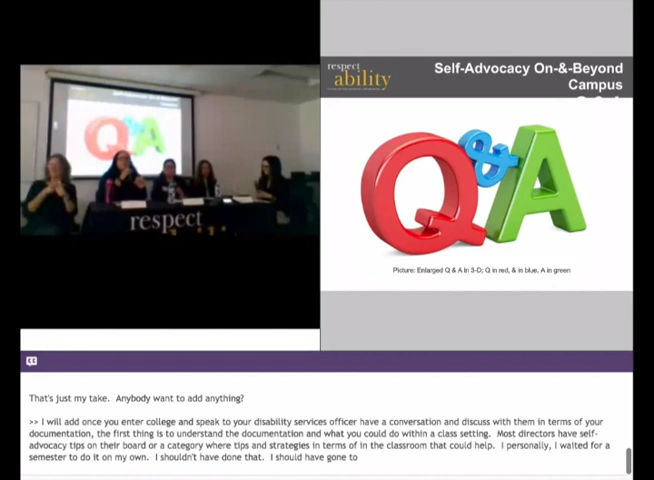 respect
ability
Self-Advocacy On-&-Beyond
Campus
Q&A
Q&A
respect
Picture: Enlarged Q & A in 3-D; Q in red, & in blue, A in green
That's just my take. Anybody want to add anything?
>> I will add once you enter college and speak to your disability services officer have a conversation and discuss with them in terms of your
documentation, the first thing is to understand the documentation and what you could do within a class setting. Most directors have self-
advocacy tips on their board or a category where tips and strategies in terms of in the classroom that could help. I personally, I waited for a
semester to do it on my own. I shouldn't have done that. I should have gone to